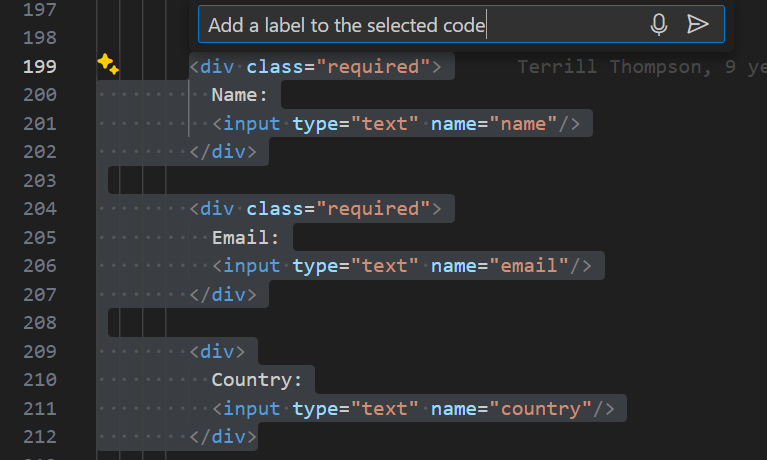 197
Add a label to the selected code
198
199 <div class="required"> Terrill Thompson, 9 ye
200 Name:
201 <input type="text" name="name"/>
202 </div>
203
204 <div class="required">
205 Email:
206 <input type="text" name="email"/>
207 </div>
208
209 <div>
210 Country:
211 <input type="text" name="country"/>
212 </div>